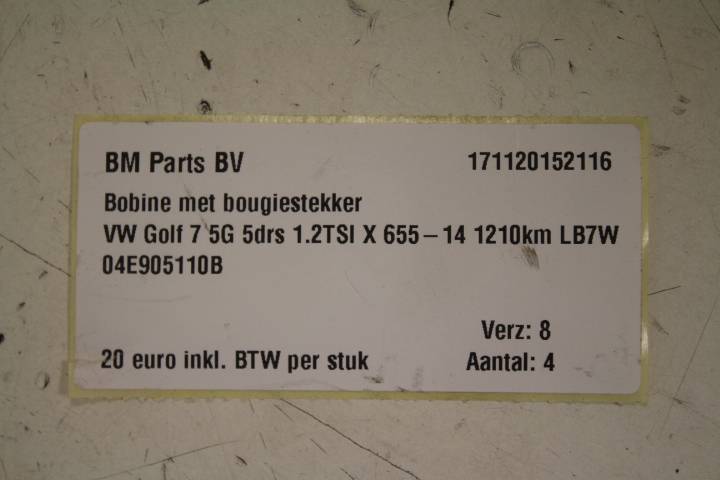 BM Parts BV 171120152116
Bobine met bougiestekker
VW Golf 7 5G 5drs 1.2TSI X 655-14 1210km LB7W
04E905110B
Verz: 8
20 euro inkl. BTW per stuk Aantal: 4